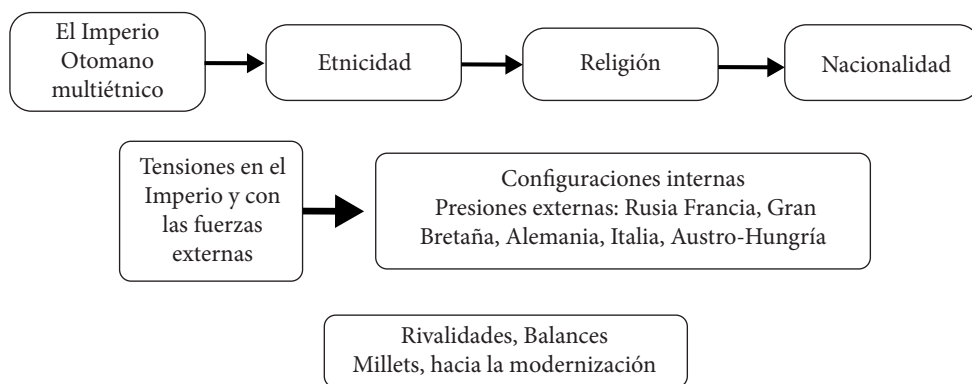 El Imperio
Otomano
multiétnico
Etnicidad
Religión
Nacionalidad
Tensiones en el
Imperio y con
las fuerzas
externas
Configuraciones internas
Presiones externas: Rusia Francia, Gran
Bretaña, Alemania, Italia, Austro-Hungría
Rivalidades, Balances
Millets, hacia la modernización